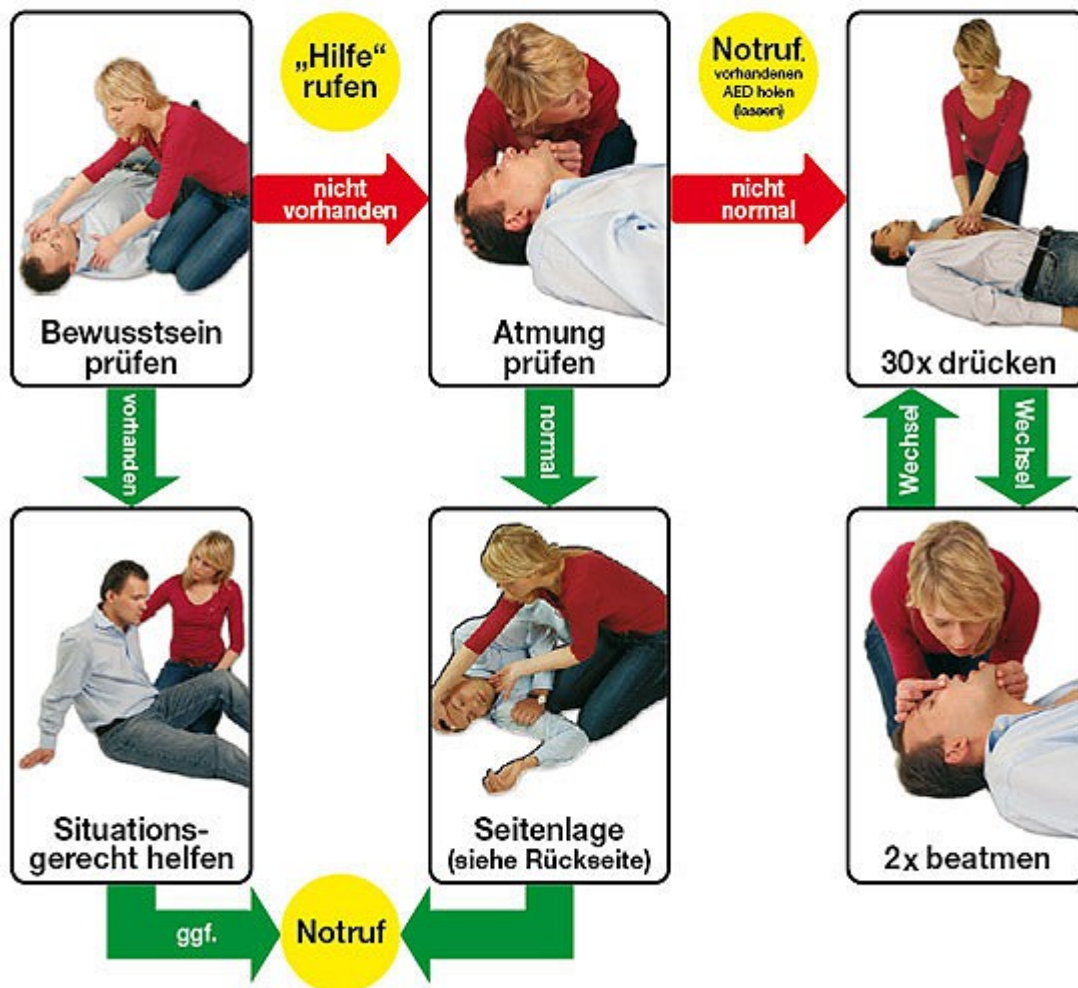 „Hilfe“
rufen
Notruf.
vorhandenen
AED holen
(lassen)
nicht
vorhanden
nicht
normal
Bewusstsein
prüfen
Atmung
prüfen
30x drücken
vorhanden
normal
Wechsel
Wechsel
Situations-
gerecht helfen
Seitenlage
(siehe Rückseite)
2x beatmen
ggf.
Notruf